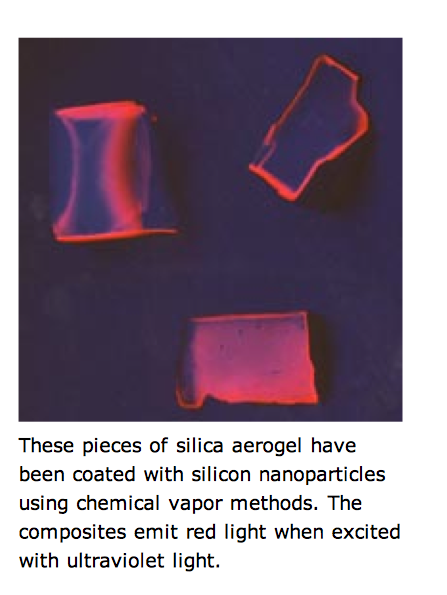 These pieces of silica aerogel have
been coated with silicon nanoparticles
using chemical vapor methods. The
composites emit red light when excited
with ultraviolet light.